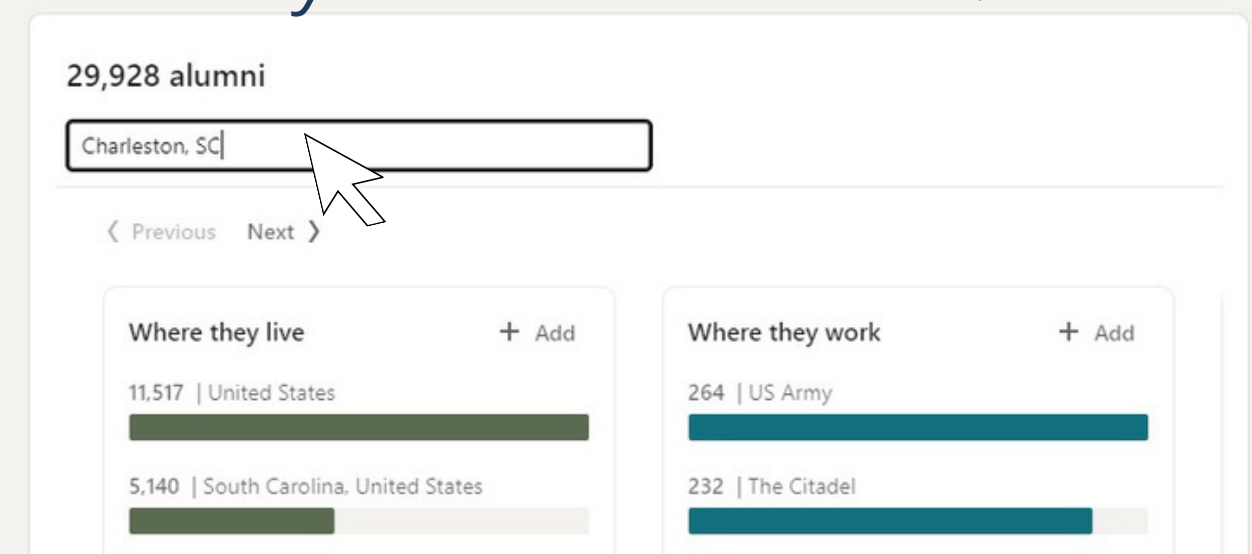 29,928 alumni
Charleston, SC
Previous Next
Where they live + Add
11,517 | United States
5,140 | South Carolina, United States
Where they work + Add
264 | US Army
232 | The Citadel